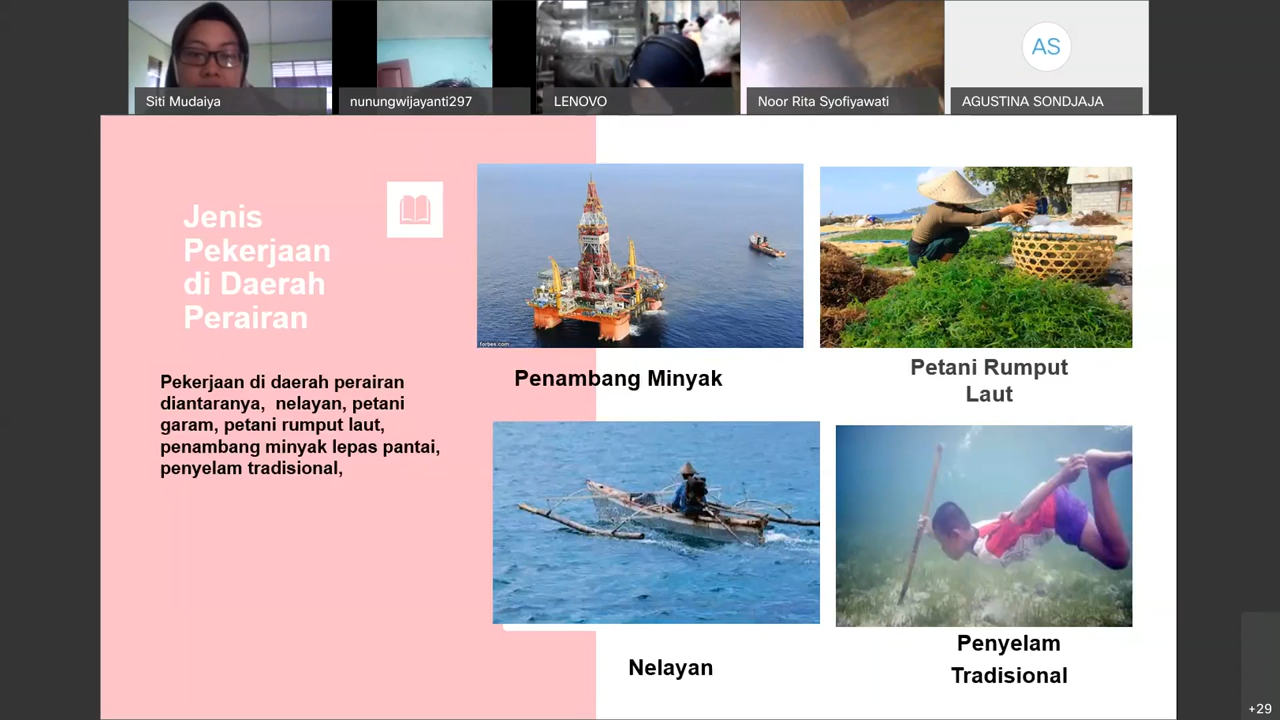 Siti Mudaiya
nunungwijayanti297
LENOVO
Noor Rita Syofiyawati
AS
AGUSTINA SONDJAJA
Jenis
Pekerjaan
di Daerah
Perairan
Pekerjaan di daerah perairan
diantaranya,  nelayan, petani
garam, petani rumput laut,
penambang minyak lepas pantai,
penyelam tradisional,
forbes.com
Penambang Minyak
Petani Rumput
Laut
Nelayan
Penyelam
Tradisional
+29